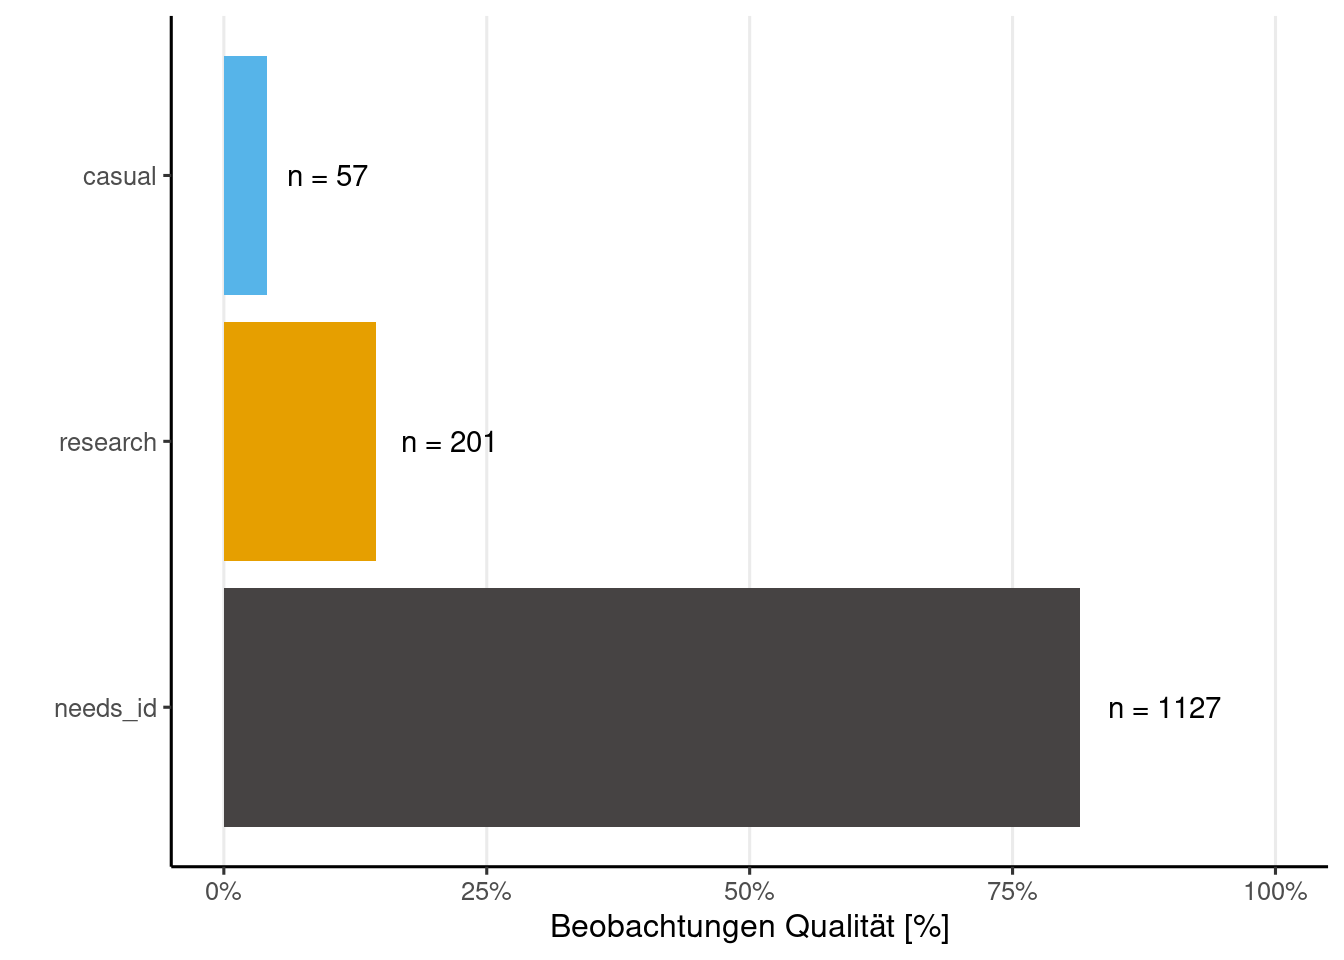 casual
n = 57
research
n = 201
needs_id
n = 1127
0% 25% 50% 75% 100%
Beobachtungen Qualität [%]